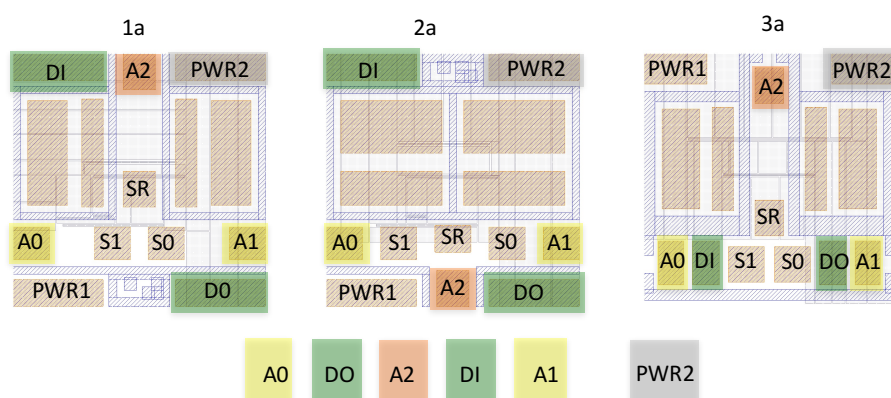 1a 2a 3a
DI A2 PWR2 DI PWR2 PWR1 A2 PWR2
SR SR
A0 S1 S0 A1 A0 S1 SR S0 A1 A0 DI S1 S0 DO A1
PWR1 D0 PWR1 A2 DO
A0 DO A2 DI A1 PWR2